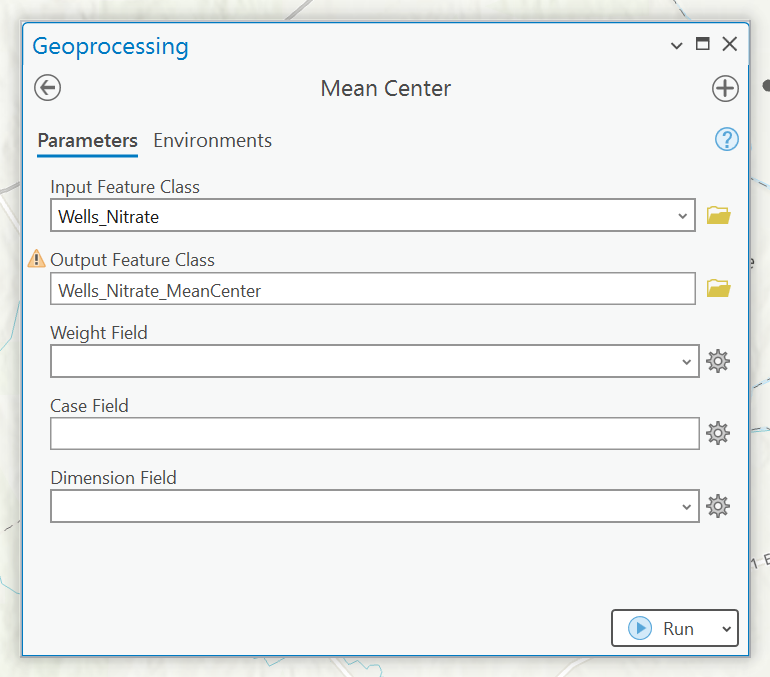 Geoprocessing
Mean Center
Parameters Environments
Input Feature Class
Wells_Nitrate
Output Feature Class
Wells_Nitrate_MeanCenter
Weight Field
Case Field
Dimension Field
Run